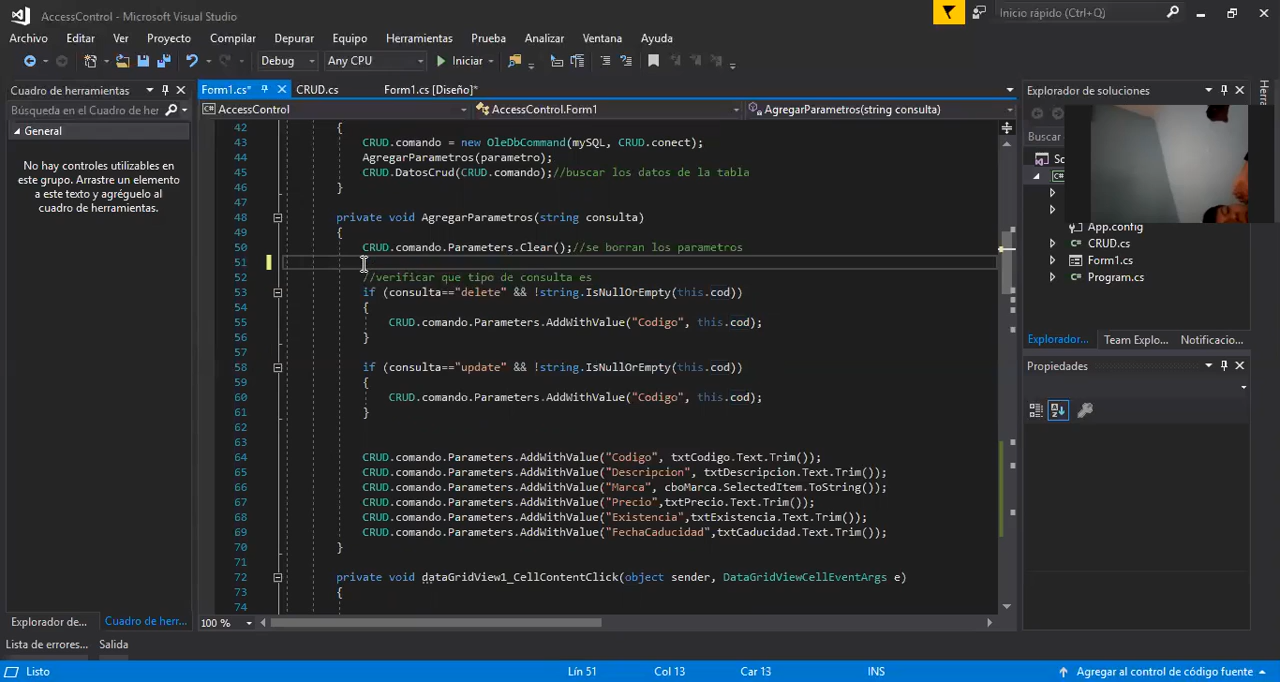 AccessControl - Microsoft Visual Studio
Inicio rápido (Ctrl+Q)
Archivo Editar Ver Proyecto Compilar Depurar Equipo Herramientas Prueba Analizar Ventana Ayuda
Debug Any CPU Iniciar
Cuadro de herramientas
Búsqueda en el Cuadro de her
General
No hay controles utilizables en
este grupo. Arrastre un elemento
a este texto y agréguelo al
cuadro de herramientas.
Form1.cs* CRUD.cs Form1.cs [Diseño]*
AccessControl AccessControl.Form1 AgregarParametros(string consulta)
42 {
43 CRUD.comando = new OleDbCommand(mySQL, CRUD.conect);
44 AgregarParametros(parametro);
45 CRUD.DatosCrud(CRUD.comando);//buscar los datos de la tabla
46 }
47
48 private void AgregarParametros(string consulta)
49 {
50 CRUD.comando.Parameters.Clear();//se borran los parametros
51
52 //verificar que tipo de consulta es
53 if (consulta=="delete" && !string.IsNullOrEmpty(this.cod))
54 {
55 CRUD.comando.Parameters.AddWithValue("Codigo", this.cod);
56 }
57
58 if (consulta=="update" && !string.IsNullOrEmpty(this.cod))
59 {
60 CRUD.comando.Parameters.AddWithValue("Codigo", this.cod);
61 }
62
63
64 CRUD.comando.Parameters.AddWithValue("Codigo", txtCodigo.Text.Trim());
65 CRUD.comando.Parameters.AddWithValue("Descripcion", txtDescripcion.Text.Trim());
66 CRUD.comando.Parameters.AddWithValue("Marca", cboMarca.SelectedItem.ToString());
67 CRUD.comando.Parameters.AddWithValue("Precio",txtPrecio.Text.Trim());
68 CRUD.comando.Parameters.AddWithValue("Existencia",txtExistencia.Text.Trim());
69 CRUD.comando.Parameters.AddWithValue("FechaCaducidad",txtCaducidad.Text.Trim());
70 }
71
72 private void dataGridView1_CellContentClick(object sender, DataGridViewCellEventArgs e)
73 {
74
100 %
Explorador de soluciones
Buscar
So
C#
App.config
CRUD.cs
Form1.cs
Program.cs
Explorador... Team Explo... Notificacio...
Propiedades
Herr
Explorador de... Cuadro de herr...
Lista de errores... Salida
Listo Lín 51 Col 13 Car 13 INS Agregar al control de código fuente